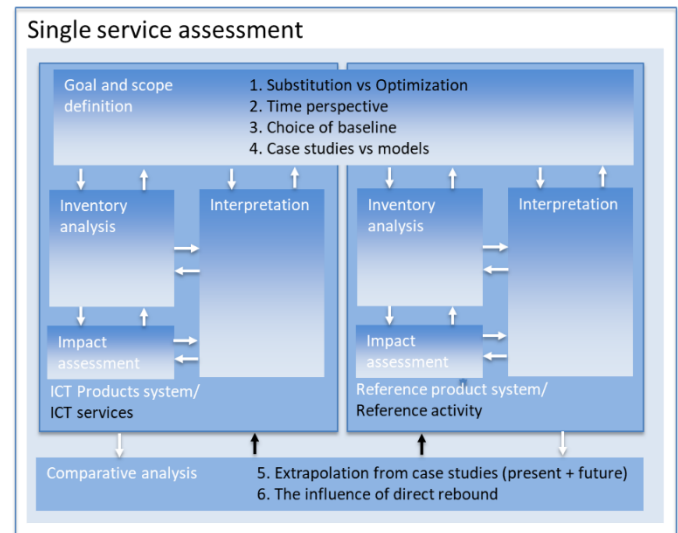 Single service assessment
Goal and scope
definition
1. Substitution vs Optimization
2. Time perspective
3. Choice of baseline
4. Case studies vs models
Inventory
analysis
Interpretation
Impact
assessment
ICT Products system/
ICT services
Inventory
analysis
Interpretation
Impact
assessment
Reference product system/
Reference activity
Comparative analysis
5. Extrapolation from case studies (present + future)
6. The influence of direct rebound